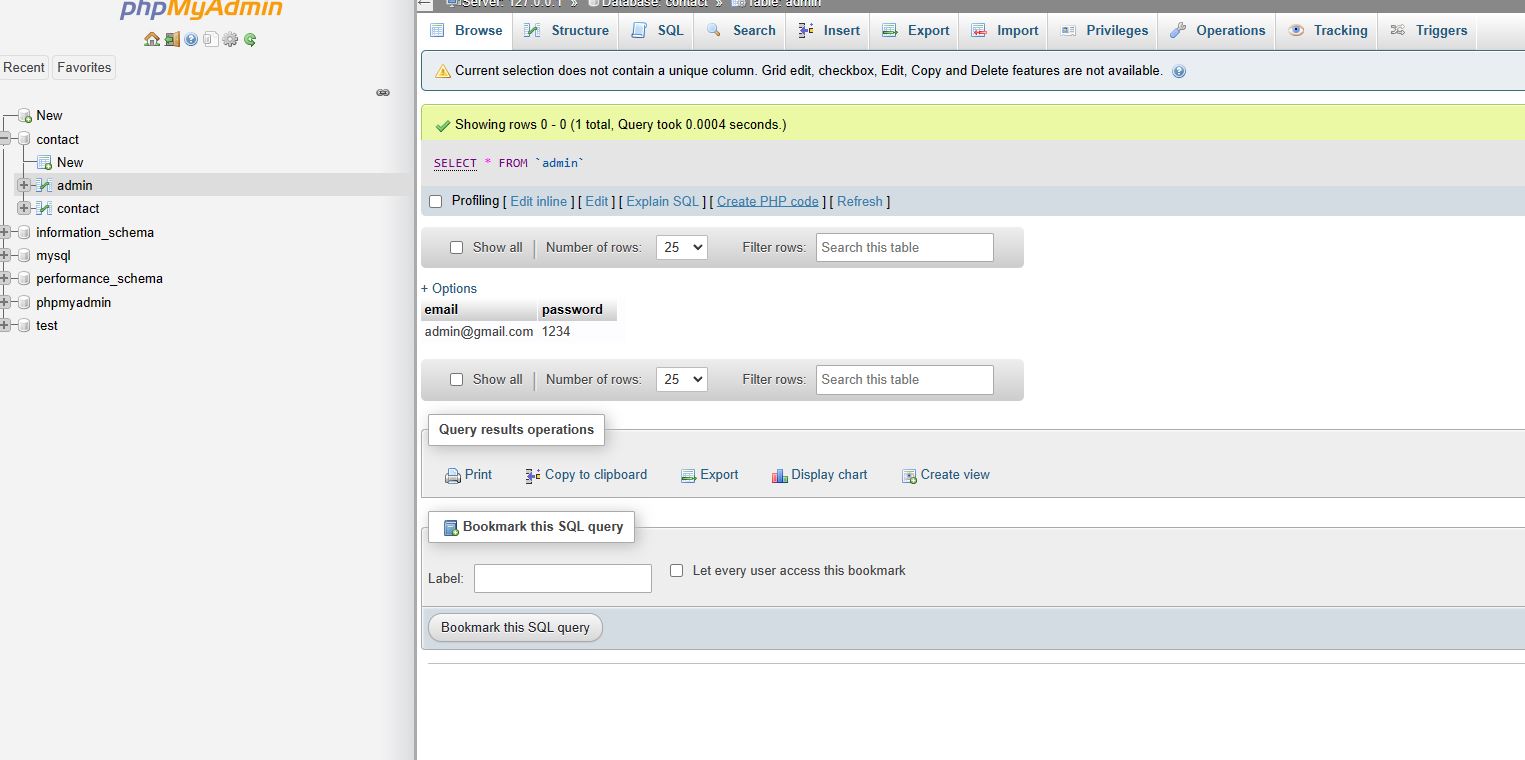 phpMyAdmin
Server: 127.0.0.1 » Database: contact » Table: admin
Browse Structure SQL Search Insert Export Import Privileges Operations Tracking Triggers
Recent Favorites
New
contact
New
admin
contact
information_schema
mysql
performance_schema
phpmyadmin
test
Current selection does not contain a unique column. Grid edit, checkbox, Edit, Copy and Delete features are not available.
Showing rows 0 - 0 (1 total, Query took 0.0004 seconds.)
SELECT * FROM `admin`
Profiling [ Edit inline ] [ Edit ] [ Explain SQL ] [ Create PHP code ] [ Refresh ]
Show all | Number of rows: 25 Filter rows: Search this table
+ Options
email password
admin@gmail.com 1234
Show all | Number of rows: 25 Filter rows: Search this table
Query results operations
Print Copy to clipboard Export Display chart Create view
Bookmark this SQL query
Label: Let every user access this bookmark
Bookmark this SQL query